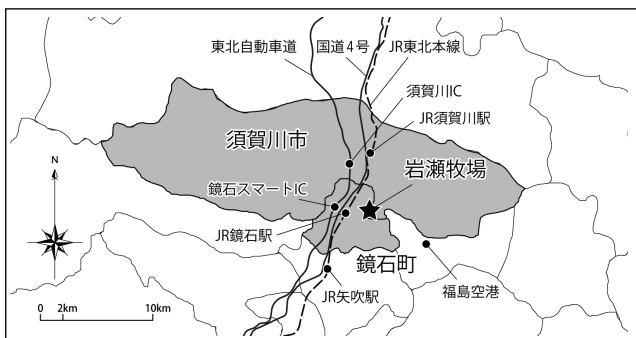 東北自動車道
国道4号
JR東北本線
須賀川IC
JR須賀川駅
須賀川市
岩瀬牧場
鏡石スマートIC
JR鏡石駅
鏡石町
JR矢吹駅
福島空港
N
0 2km 10km